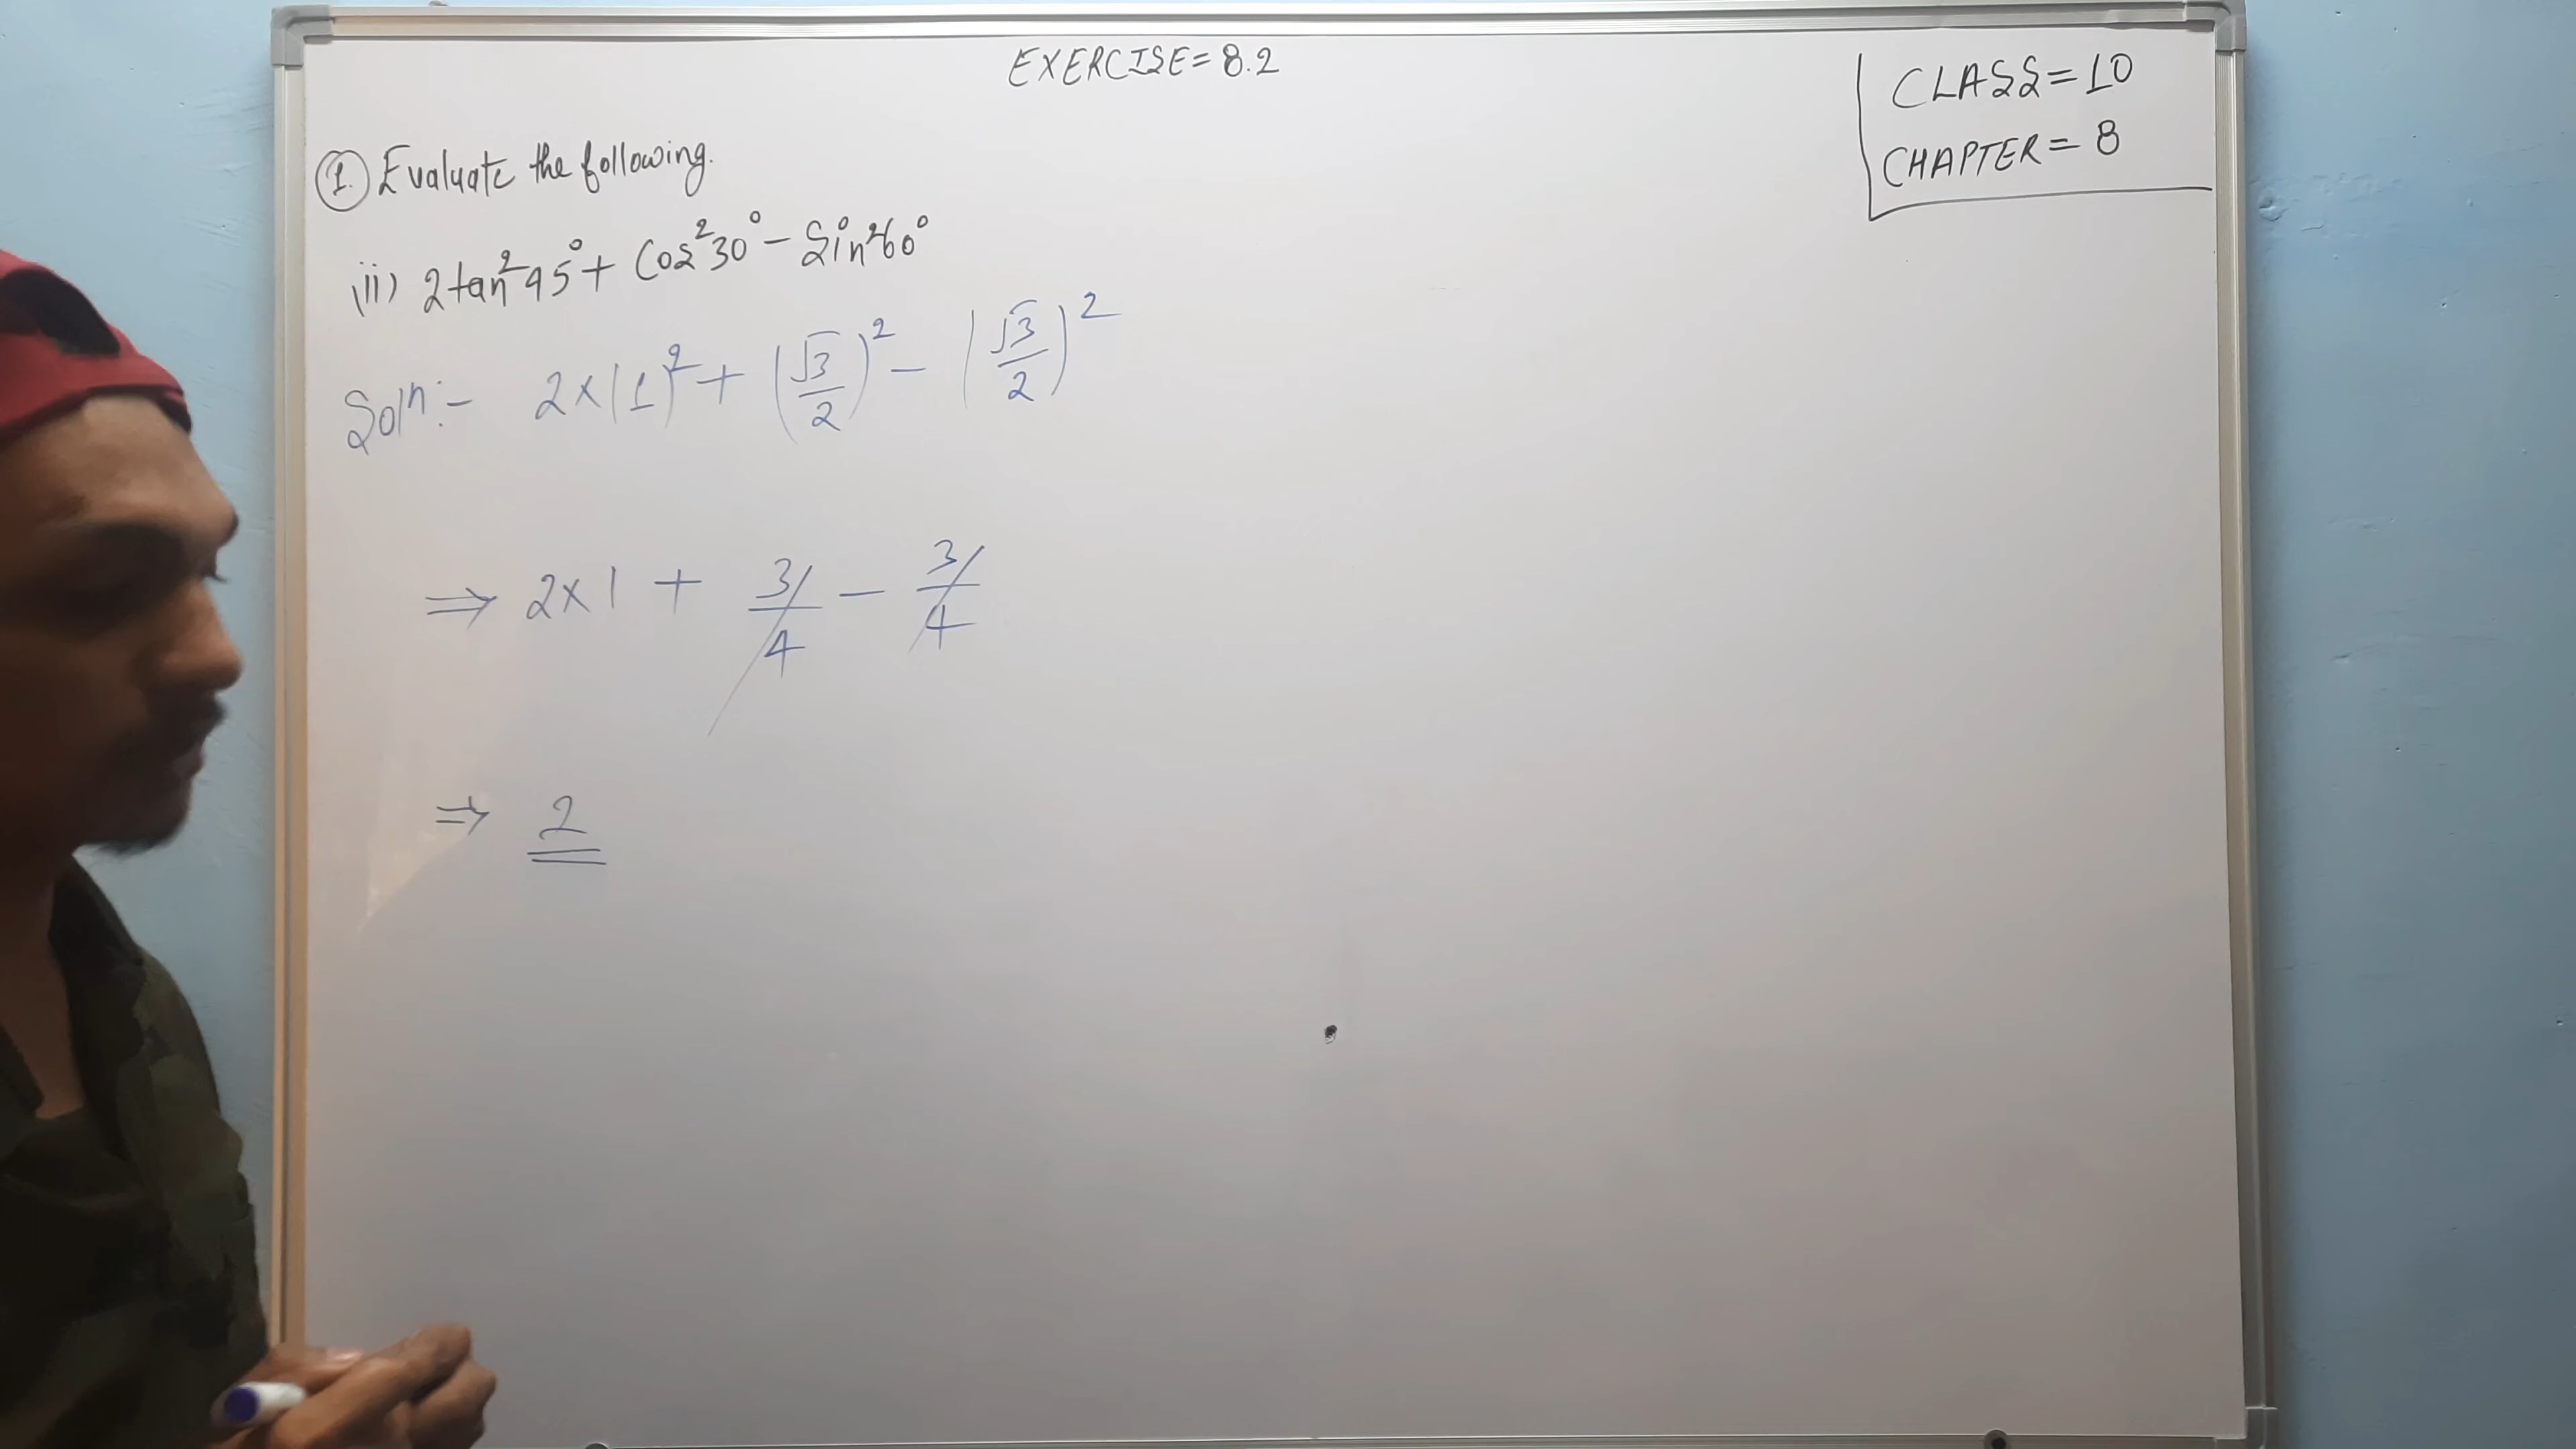 EXERCISE = 8.2
CLASS = 10
CHAPTER = 8
1. Evaluate the following.
(ii) 2tan²45° + Cos²30° - Sin²60°
Solⁿ:- 2×(1)² + (√3/2)² - (√3/2)²
⇒ 2×1 + 3/4 - 3/4
⇒ 2